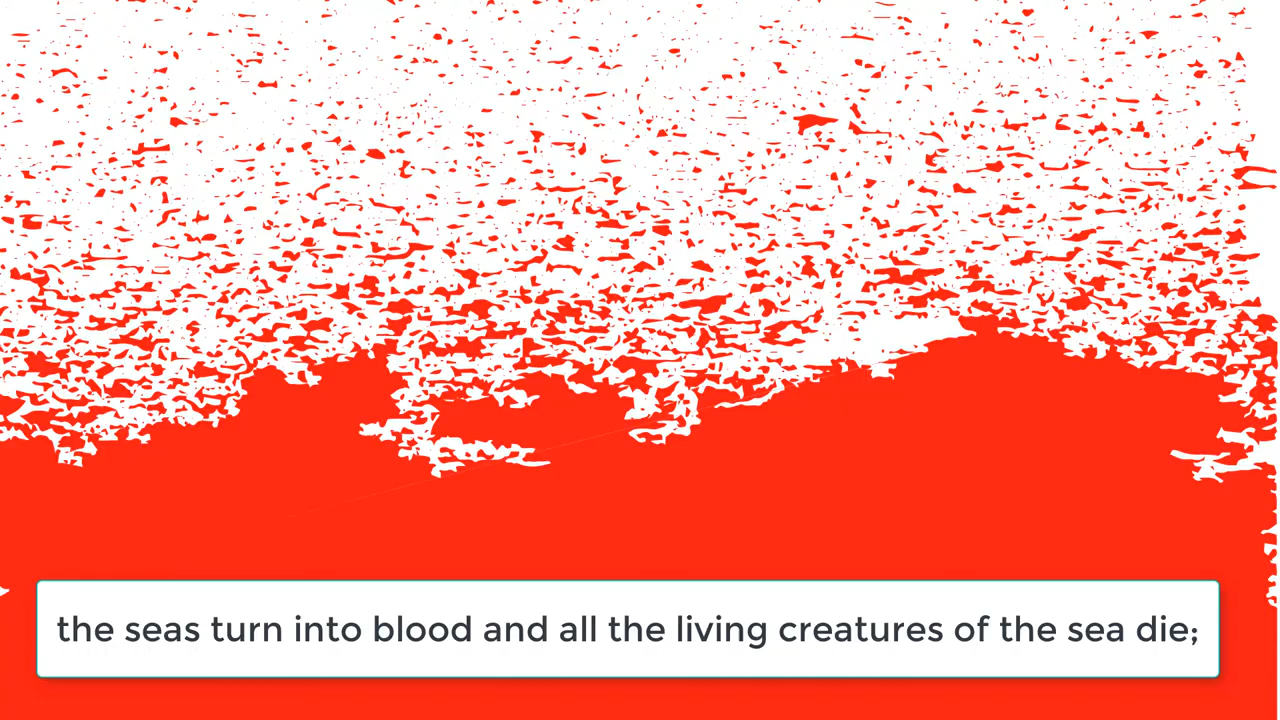 the seas turn into blood and all the living creatures of the sea die;